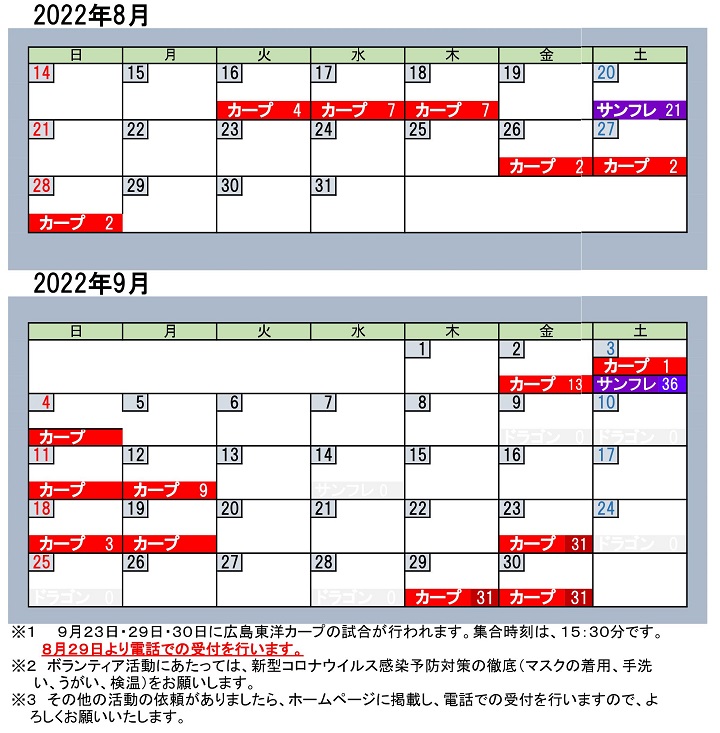 2022年8月
日 月 火 水 木 金 土
14 15 16 17 18 19 20
カープ 4 カープ 7 カープ 7 サンフレ 21
21 22 23 24 25 26 27
カープ 2 カープ 2
28 29 30 31
カープ 2
2022年9月
日 月 火 水 木 金 土
1 2 3
カープ 1
カープ 13 サンフレ 36
4 5 6 7 8 9 10
カープ ドラゴン 0 ドラゴン 0
11 12 13 14 15 16 17
カープ カープ 9 サンフレ 0
18 19 20 21 22 23 24
カープ 3 カープ カープ 31 ドラゴン 0
25 26 27 28 29 30
ドラゴン 0 ドラゴン 0 カープ 31 カープ 31
※1 9月23日・29日・30日に広島東洋カープの試合が行われます。集合時刻は、15:30分です。
8月29日より電話での受付を行います。
※2 ボランティア活動にあたっては、新型コロナウイルス感染予防対策の徹底(マスクの着用、手洗
い、うがい、検温)をお願いします。
※3 その他の活動の依頼がありましたら、ホームページに掲載し、電話での受付を行いますので、よ
ろしくお願いいたします。